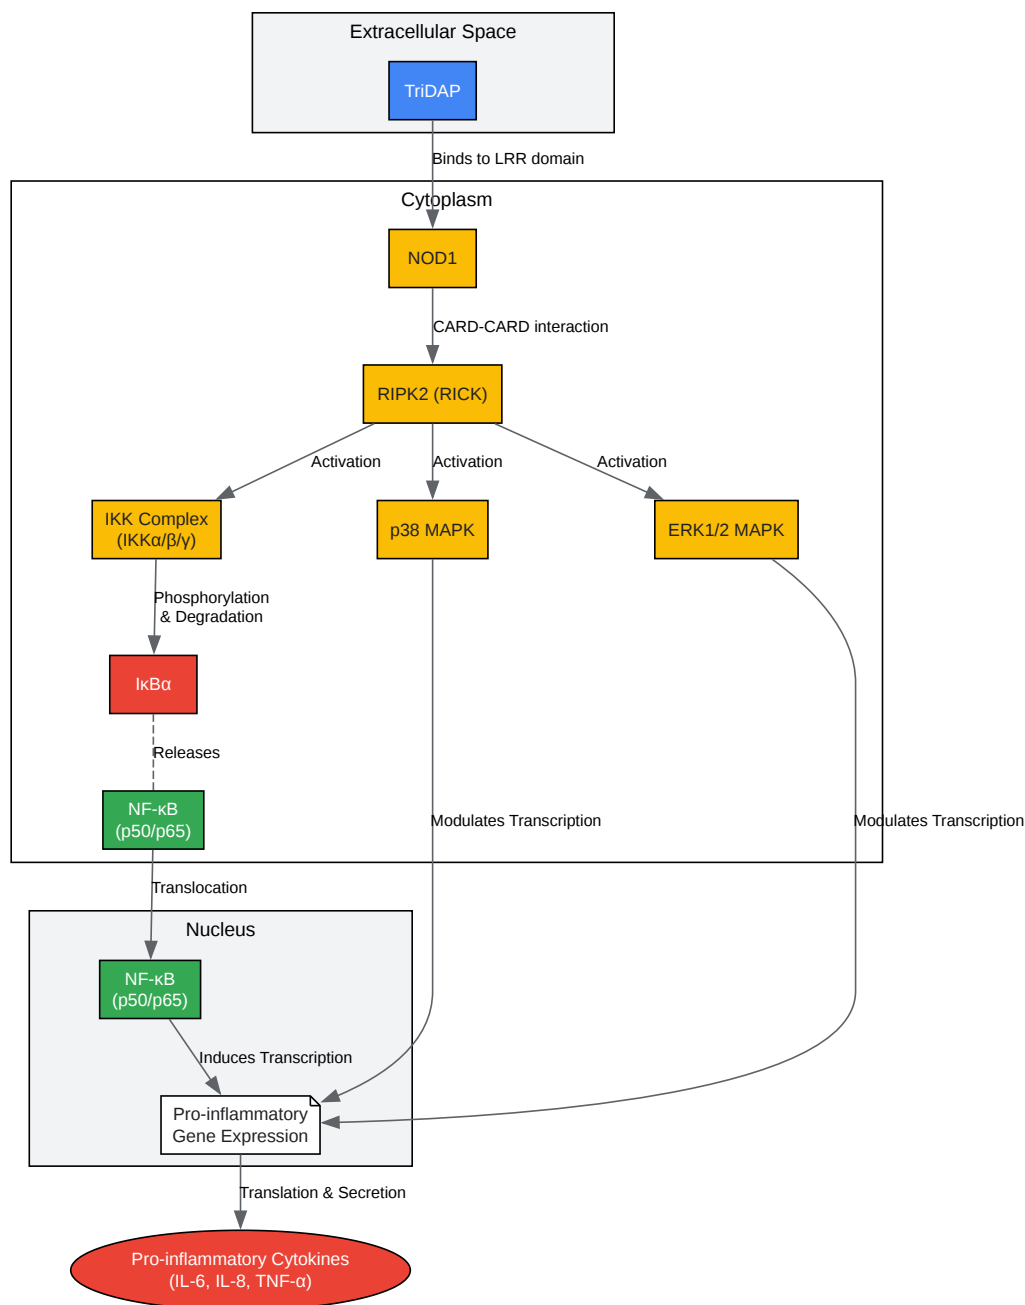 Extracellular Space
TriDAP
Binds to LRR domain
Cytoplasm
NOD1
CARD-CARD interaction
RIPK2 (RICK)
Activation
Activation
Activation
IKK Complex
(IKKα/β/γ)
p38 MAPK
ERK1/2 MAPK
Phosphorylation
& Degradation
IκBα
Releases
NF-κB
(p50/p65)
Modulates Transcription
Modulates Transcription
Translocation
Nucleus
NF-κB
(p50/p65)
Induces Transcription
Pro-inflammatory
Gene Expression
Translation & Secretion
Pro-inflammatory Cytokines
(IL-6, IL-8, TNF-α)